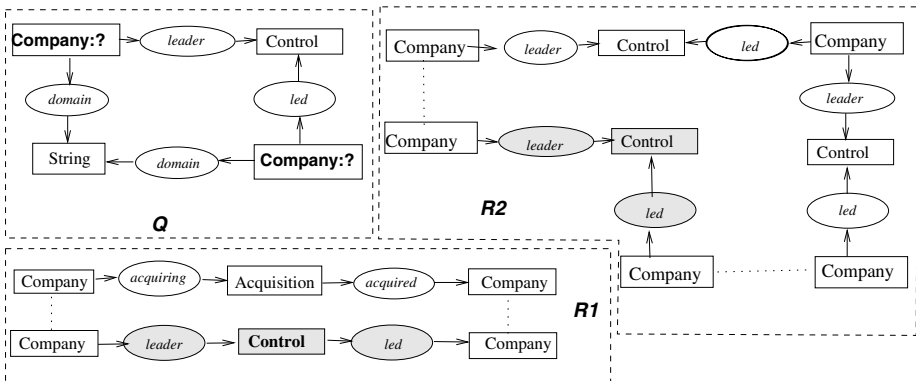 Company:?
leader
Control
domain
led
String
domain
Company:?
Q
Company
leader
Control
led
Company
leader
Company
leader
Control
Control
R2
led
led
Company
Company
Company
acquiring
Acquisition
acquired
Company
R1
Company
leader
Control
led
Company